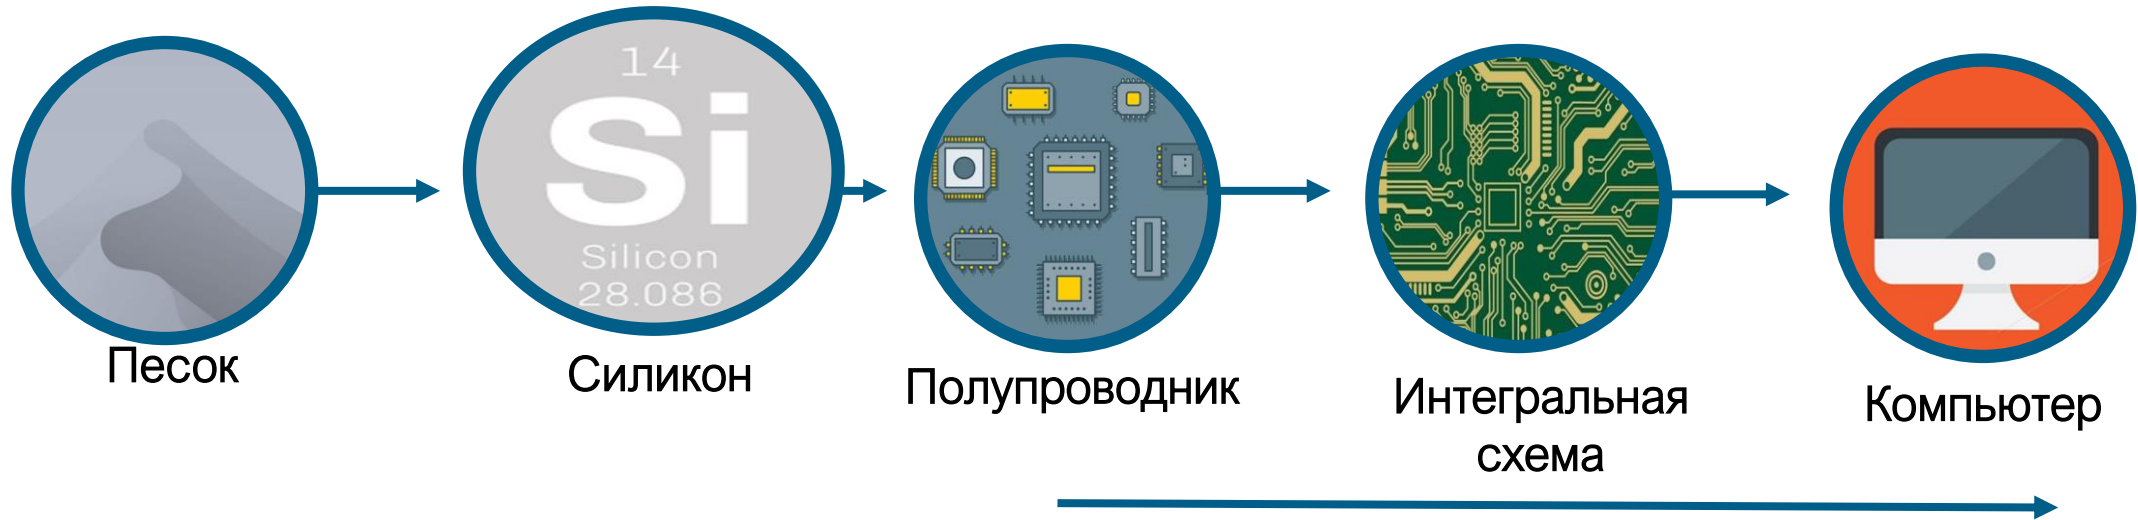 14
Si
Silicon
28.086
Песок
Силикон
Полупроводник
Интегральная
схема
Компьютер